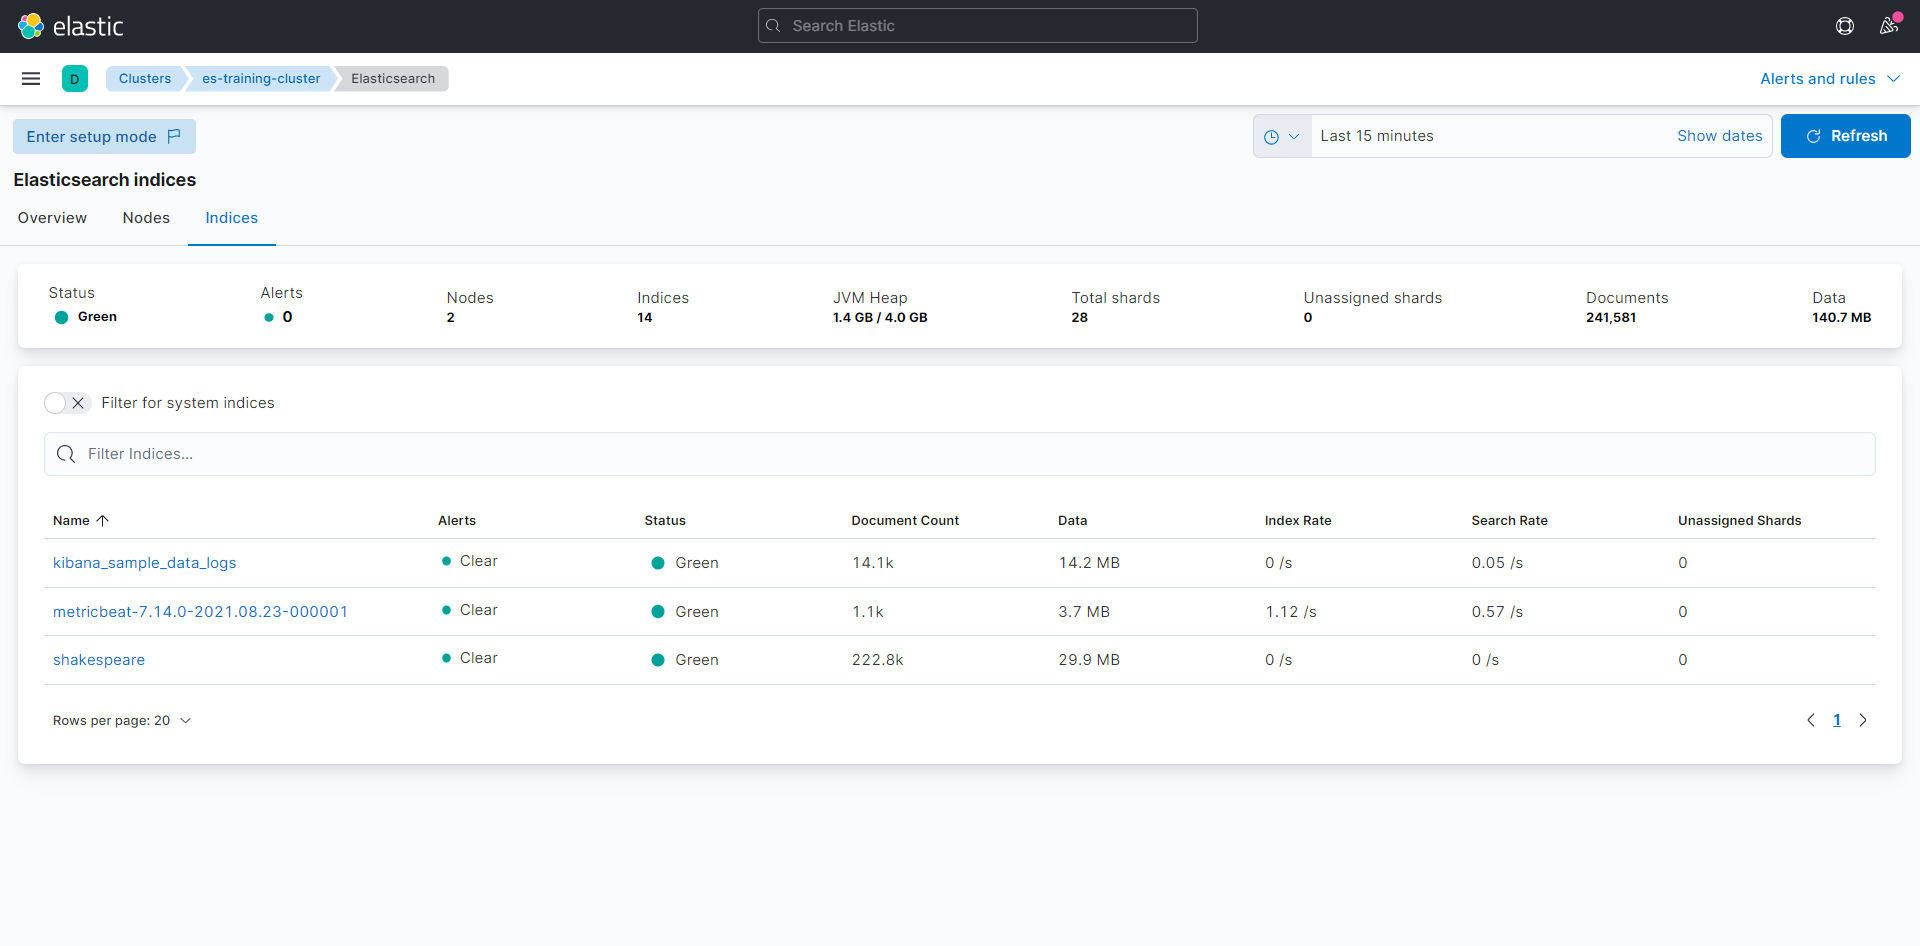 elastic
Search Elastic
D
Clusters
es-training-cluster
Elasticsearch
Alerts and rules
Enter setup mode
Last 15 minutes
Show dates
Refresh
Elasticsearch indices
Overview
Nodes
Indices
Status
Green
Alerts
0
Nodes
2
Indices
14
JVM Heap
1.4 GB / 4.0 GB
Total shards
28
Unassigned shards
0
Documents
241,581
Data
140.7 MB
Filter for system indices
Filter Indices...
Name Alerts Status Document Count Data Index Rate Search Rate Unassigned Shards
kibana_sample_data_logs Clear Green 14.1k 14.2 MB 0 /s 0.05 /s 0
metricbeat-7.14.0-2021.08.23-000001 Clear Green 1.1k 3.7 MB 1.12 /s 0.57 /s 0
shakespeare Clear Green 222.8k 29.9 MB 0 /s 0 /s 0
Rows per page: 20
1